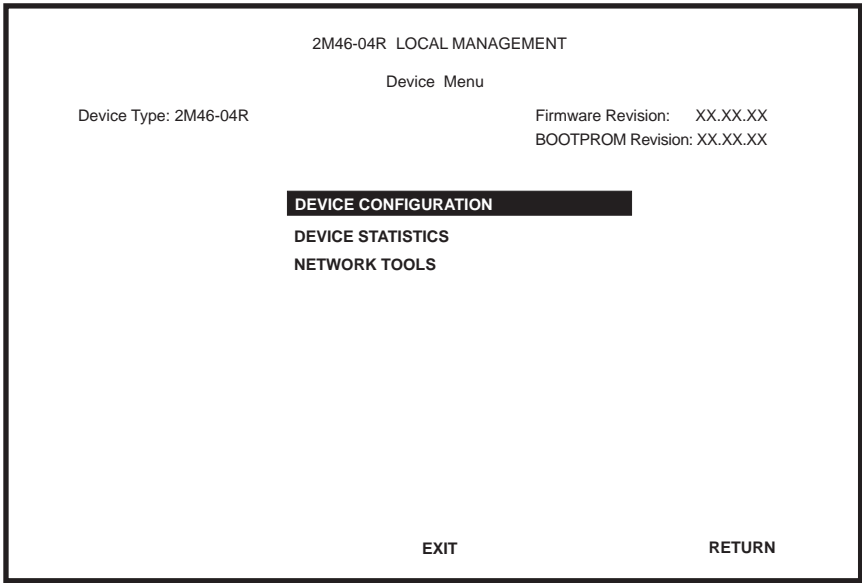 2M46-04R LOCAL MANAGEMENT
Device Menu
Device Type: 2M46-04R
Firmware Revision: XX.XX.XX
BOOTPROM Revision: XX.XX.XX
DEVICE CONFIGURATION
DEVICE STATISTICS
NETWORK TOOLS
EXIT
RETURN